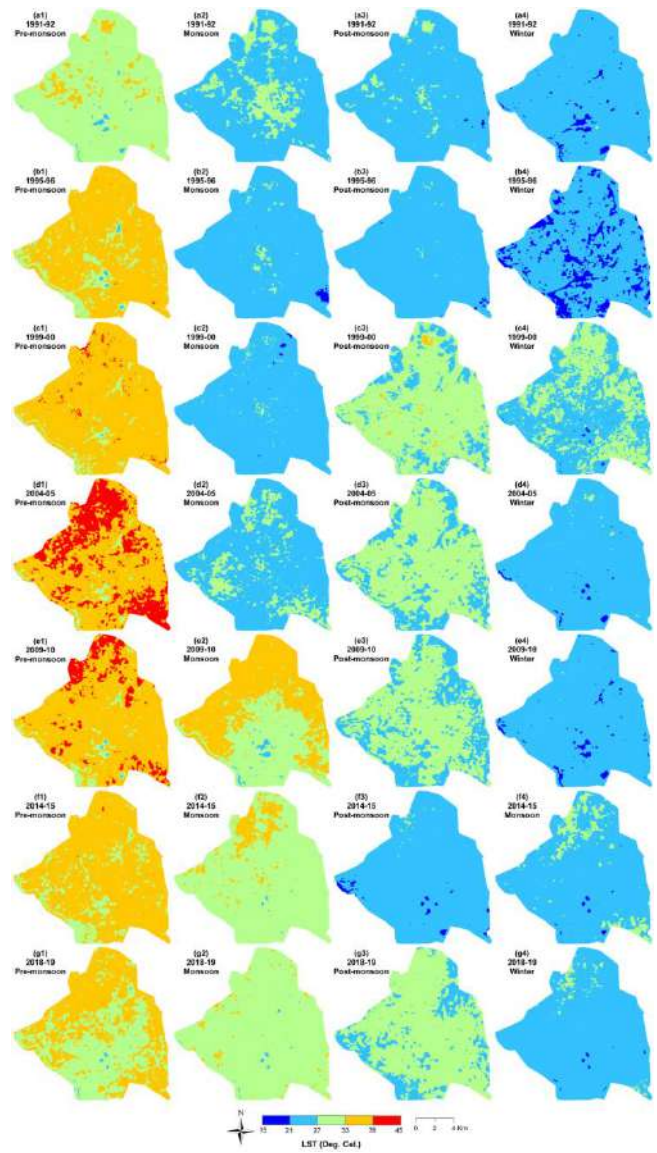 (a1)
1991-92
Pre-monsoon
(a2)
1991-92
Monsoon
(a3)
1991-92
Post-monsoon
(a4)
1991-92
Winter
(b1)
1995-96
Pre-monsoon
(b2)
1995-96
Monsoon
(b3)
1995-96
Post-monsoon
(b4)
1995-96
Winter
(c1)
1999-00
Pre-monsoon
(c2)
1999-00
Monsoon
(c3)
1999-00
Post-monsoon
(c4)
1999-00
Winter
(d1)
2004-05
Pre-monsoon
(d2)
2004-05
Monsoon
(d3)
2004-05
Post-monsoon
(d4)
2004-05
Winter
(e1)
2009-10
Pre-monsoon
(e2)
2009-10
Monsoon
(e3)
2009-10
Post-monsoon
(e4)
2009-10
Winter
(f1)
2014-15
Pre-monsoon
(f2)
2014-15
Monsoon
(f3)
2014-15
Post-monsoon
(f4)
2014-15
Monsoon
(g1)
2018-19
Pre-monsoon
(g2)
2018-19
Monsoon
(g3)
2018-19
Post-monsoon
(g4)
2018-19
Winter
N
15 21 27 33 39 45
0 2 4 Km
LST (Deg. Cel.)